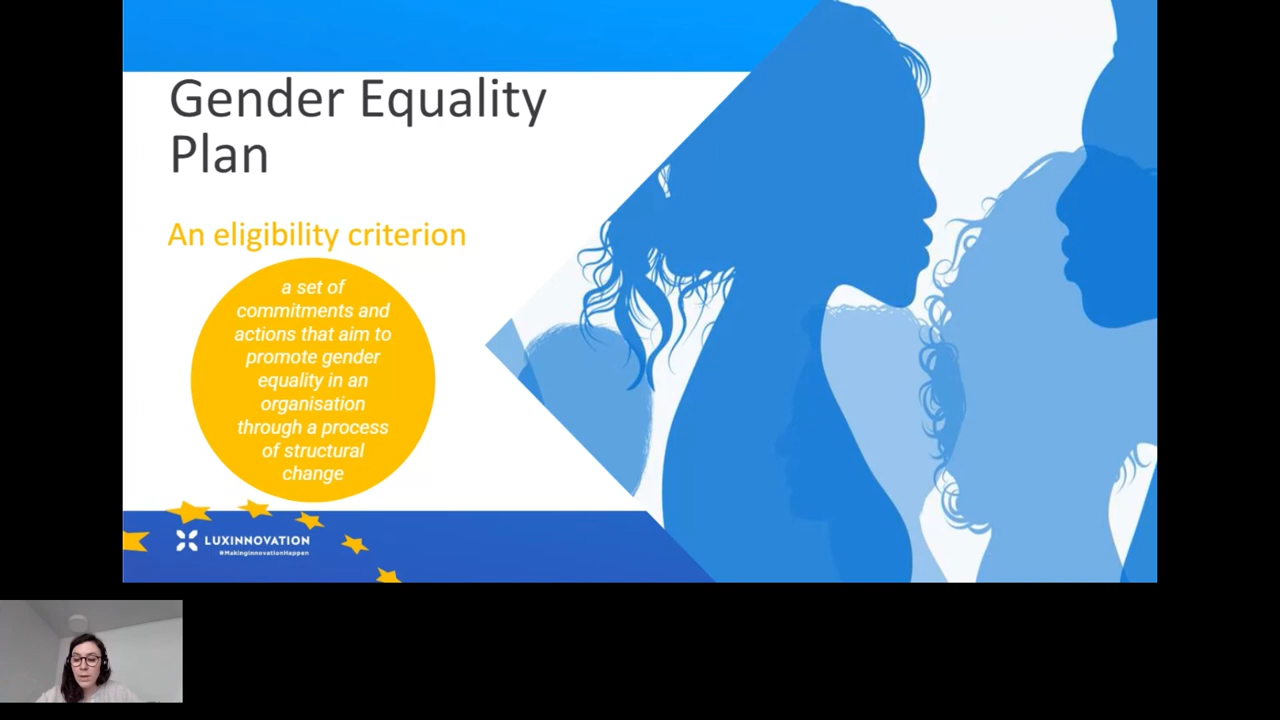 Gender Equality
Plan
An eligibility criterion
a set of
commitments and
actions that aim to
promote gender
equality in an
organisation
through a process
of structural
change
LUXINNOVATION
#MakingInnovationHappen